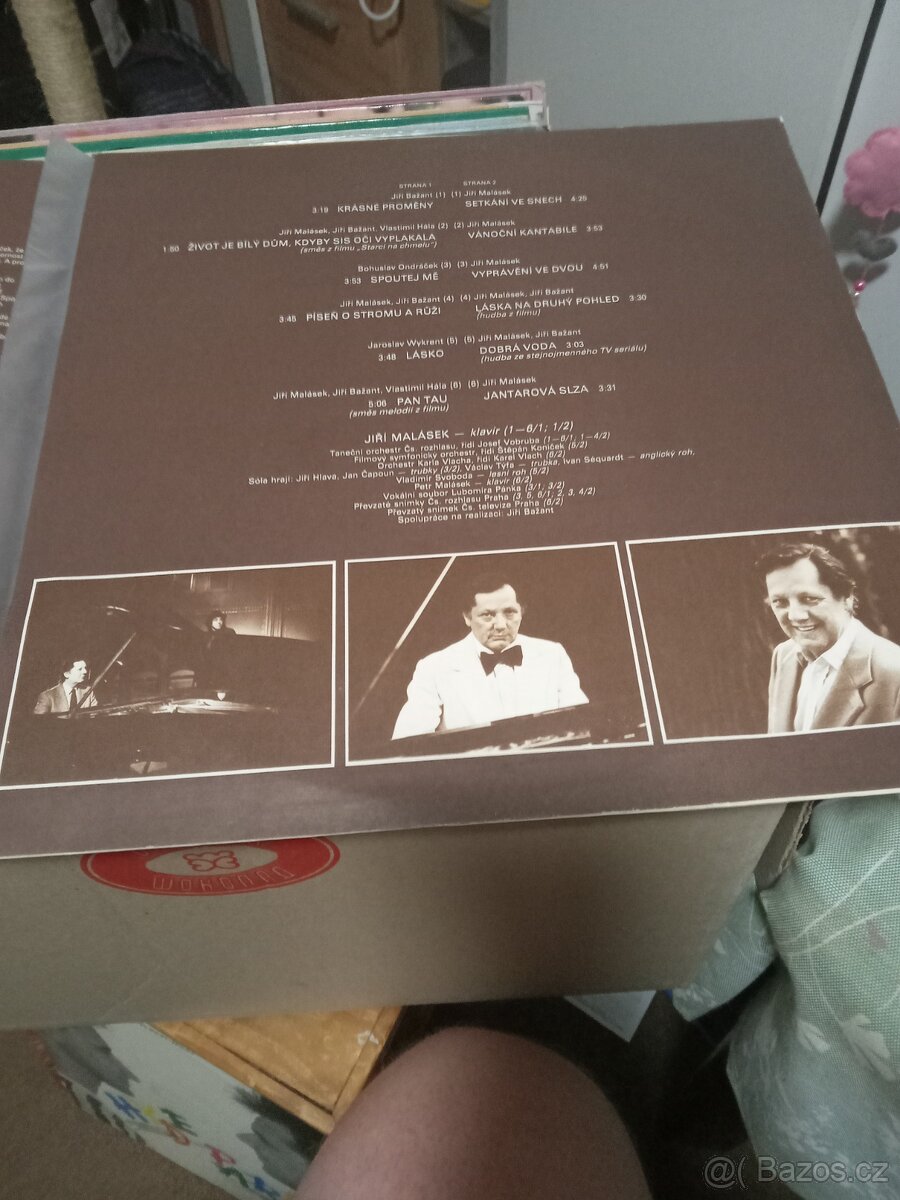 STRANA 1 STRANA 2
Jiří Bažant (1) (1) Jiří Malásek
3:19 KRÁSNÉ PROMĚNY SETKÁNÍ VE SNECH 4:25
Jiří Malásek, Jiří Bažant, Vlastimil Hála (2) (2) Jiří Malásek
1:50 ŽIVOT JE BÍLÝ DŮM, KDYBY SIS OČI VYPLAKALA VÁNOČNÍ KANTABILE 3:53
(směs z filmu „Starci na chmelu")
Bohuslav Ondráček (3) (3) Jiří Malásek
3:53 SPOUTEJ MĚ VYPRÁVĚNÍ VE DVOU 4:51
Jiří Malásek, Jiří Bažant (4) (4) Jiří Malásek, Jiří Bažant
3:45 PÍSEŇ O STROMU A RŮŽI LÁSKA NA DRUHÝ POHLED 3:30
(hudba z filmu)
Jaroslav Wykrent (5) (5) Jiří Malásek, Jiří Bažant
3:48 LÁSKO DOBRÁ VODA 3:03
(hudba ze stejnojmenného TV seriálu)
Jiří Malásek, Jiří Bažant, Vlastimil Hála (6) (6) Jiří Malásek
5:06 PAN TAU JANTAROVÁ SLZA 3:31
(směs melodií z filmu)
JIŘÍ MALÁSEK — klavír (1—6/1; 1/2)
Taneční orchestr Čs. rozhlasu, řídí Josef Vobruba (1—6/1; 1—4/2)
Filmový symfonický orchestr, řídí Štěpán Koníček (5/2)
Orchestr Karla Vlacha, řídí Karel Vlach (6/2)
Sóla hrají: Jiří Hlava, Jan Čapoun — trubky (3/2), Václav Týfa — trubka, Ivan Séquardt — anglický roh,
Vladimír Svoboda — lesní roh (5/2)
Petr Malásek — klavír (6/2)
Vokální soubor Lubomíra Pánka (3/1, 3/2)
Převzaté snímky Čs. rozhlasu Praha (3, 5, 6/1, 2, 3, 4/2)
Převzatý snímek Čs. televize Praha (6/2)
Spolupráce na realizaci: Jiří Bažant
Bazos.cz